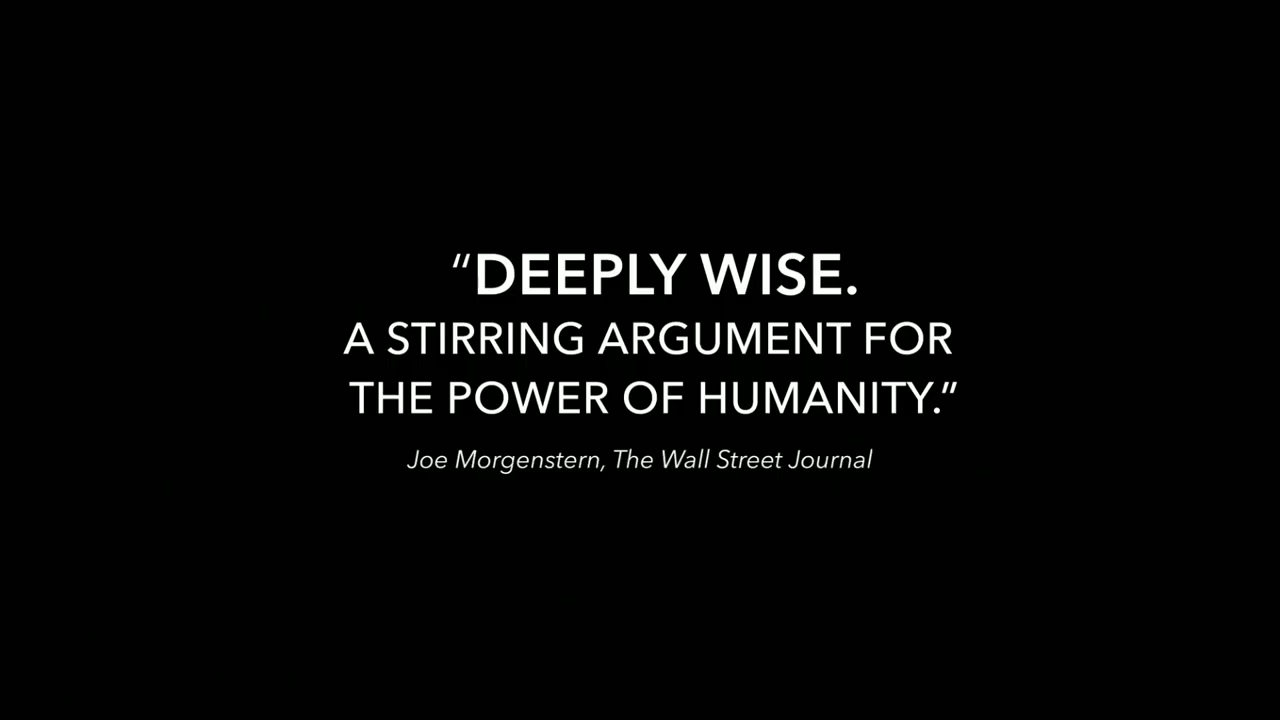 “DEEPLY WISE.
A STIRRING ARGUMENT FOR
THE POWER OF HUMANITY.”
Joe Morgenstern, The Wall Street Journal